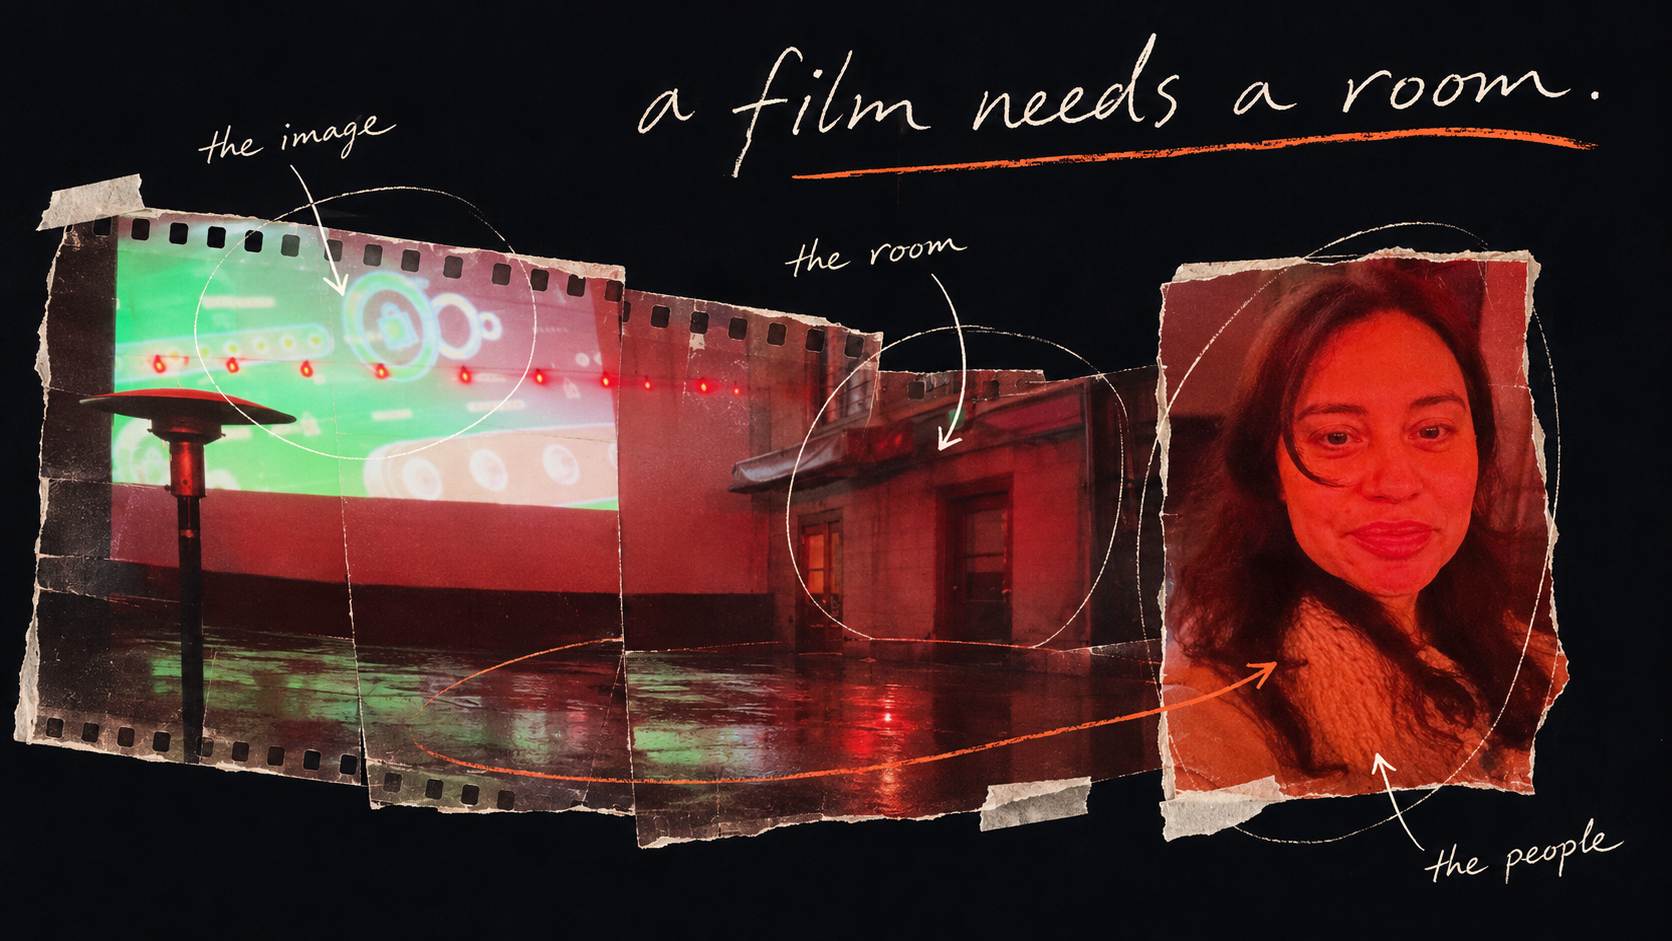 a film needs a room.
the image
the room
the people